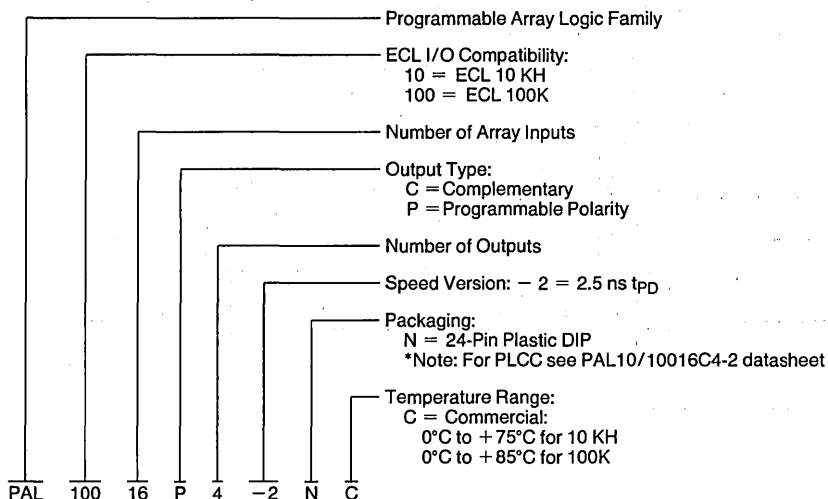 Programmable Array Logic Family
ECL I/O Compatibility:
10 = ECL 10 KH
100 = ECL 100K
Number of Array Inputs
Output Type:
C = Complementary
P = Programmable Polarity
Number of Outputs
Speed Version: – 2 = 2.5 ns tPD
Packaging:
N = 24-Pin Plastic DIP
*Note: For PLCC see PAL10/10016C4-2 datasheet
Temperature Range:
C = Commercial:
0°C to +75°C for 10 KH
0°C to +85°C for 100K
PAL 100 16 P 4 –2 N C